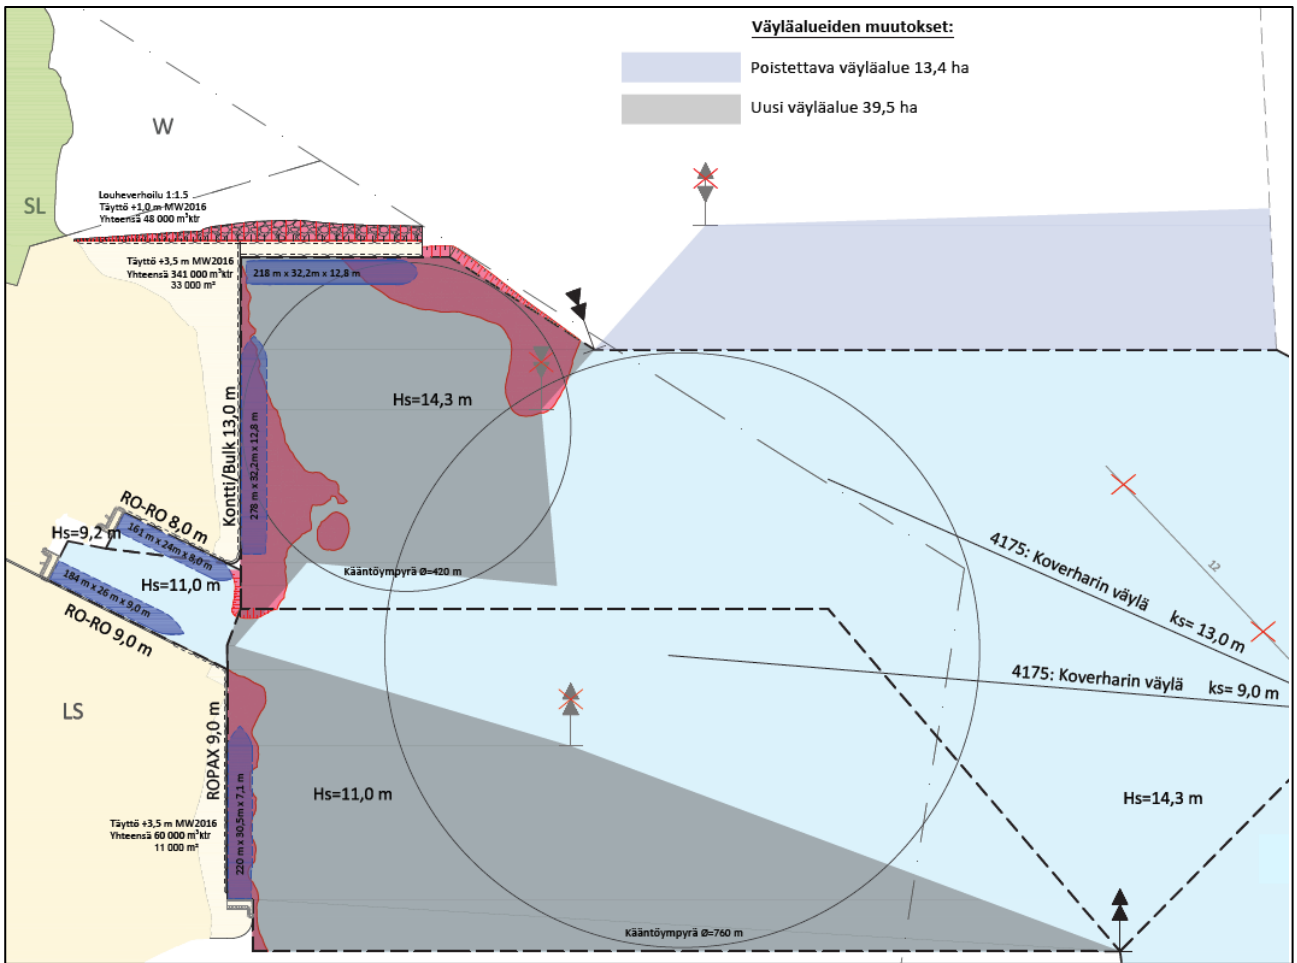 Väyläalueiden muutokset:
Poistettava väyläalue 13,4 ha
Uusi väyläalue 39,5 ha
W
SL
Louheverhoilu 1:1.5
Täyttö +1,0 m MW2016
Yhteensä 48 000 m³ktr
Täyttö +3,5 m MW2016
Yhteensä 341 000 m³ktr
33 000 m²
218 m x 32,2m x 12,8 m
Hs=14,3 m
Kontti/Bulk 13,0 m
278 m x 32,2m x 12,8 m
RO-RO 8,0 m
161 m x 24m x 8,0 m
Hs=9,2 m
Hs=11,0 m
184 m x 26 m x 9,0 m
RO-RO 9,0 m
Kääntöympyrä Ø=420 m
12
4175: Koverharin väylä ks= 13,0 m
4175: Koverharin väylä ks= 9,0 m
LS
ROPAX 9,0 m
220 m x 30,5m x 7,1 m
Hs=11,0 m
Hs=14,3 m
Täyttö +3,5 m MW2016
Yhteensä 60 000 m³ktr
11 000 m²
Kääntöympyrä Ø=760 m